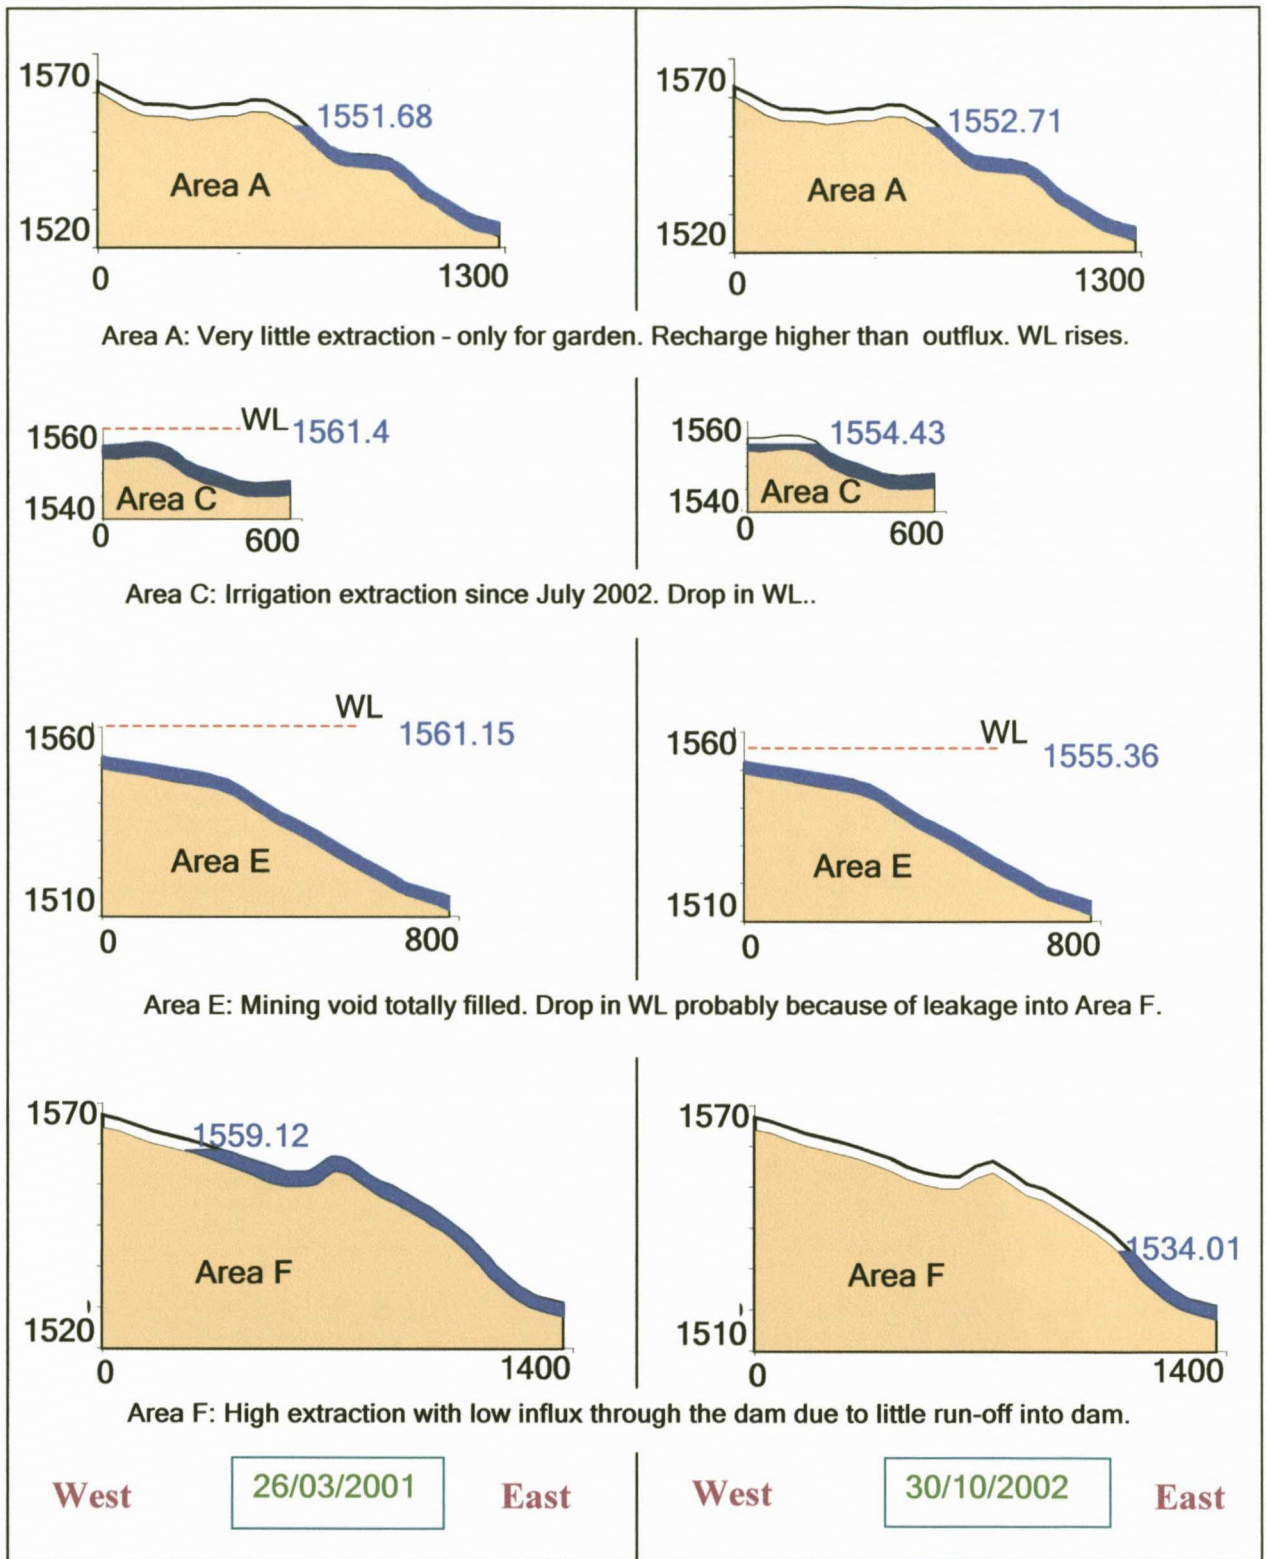 1570
1551.68
Area A
1520
0
1300
1570
1552.71
Area A
1520
0
1300
Area A: Very little extraction - only for garden. Recharge higher than outflux. WL rises.
WL
1560
1561.4
Area C
1540
0
600
1560
1554.43
Area C
1540
0
600
Area C: Irrigation extraction since July 2002. Drop in WL..
WL
1560
1561.15
Area E
1510
0
800
WL
1560
1555.36
Area E
1510
0
800
Area E: Mining void totally filled. Drop in WL probably because of leakage into Area F.
1570
1559.12
Area F
1520
0
1400
1570
1534.01
Area F
1510
0
1400
Area F: High extraction with low influx through the dam due to little run-off into dam.
West
26/03/2001
East
West
30/10/2002
East